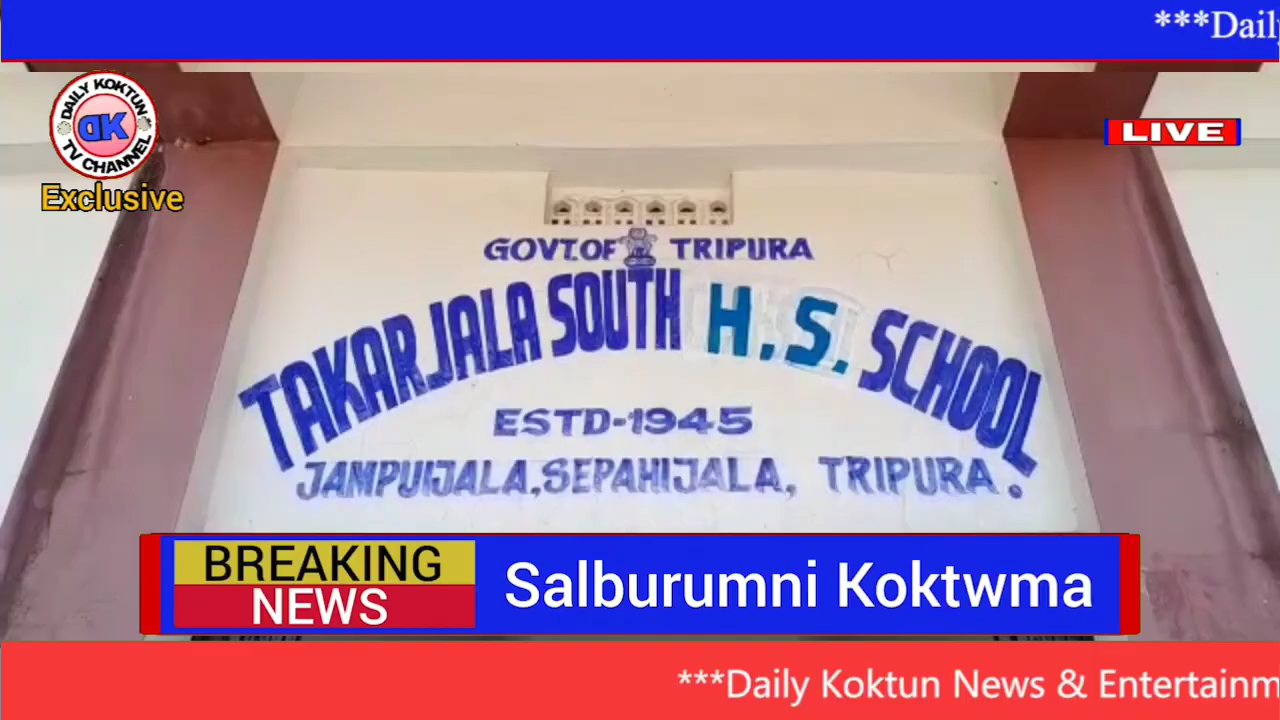 ***Daily
DAILY KOKTUN
DK
TV CHANNEL
Exclusive
LIVE
GOVT. OF TRIPURA
TAKARJALA SOUTH H.S. SCHOOL
ESTD-1945
JAMPUIJALA, SEPAHIJALA, TRIPURA.
BREAKING
NEWS
Salburumni Koktwma
***Daily Koktun News & Entertainm